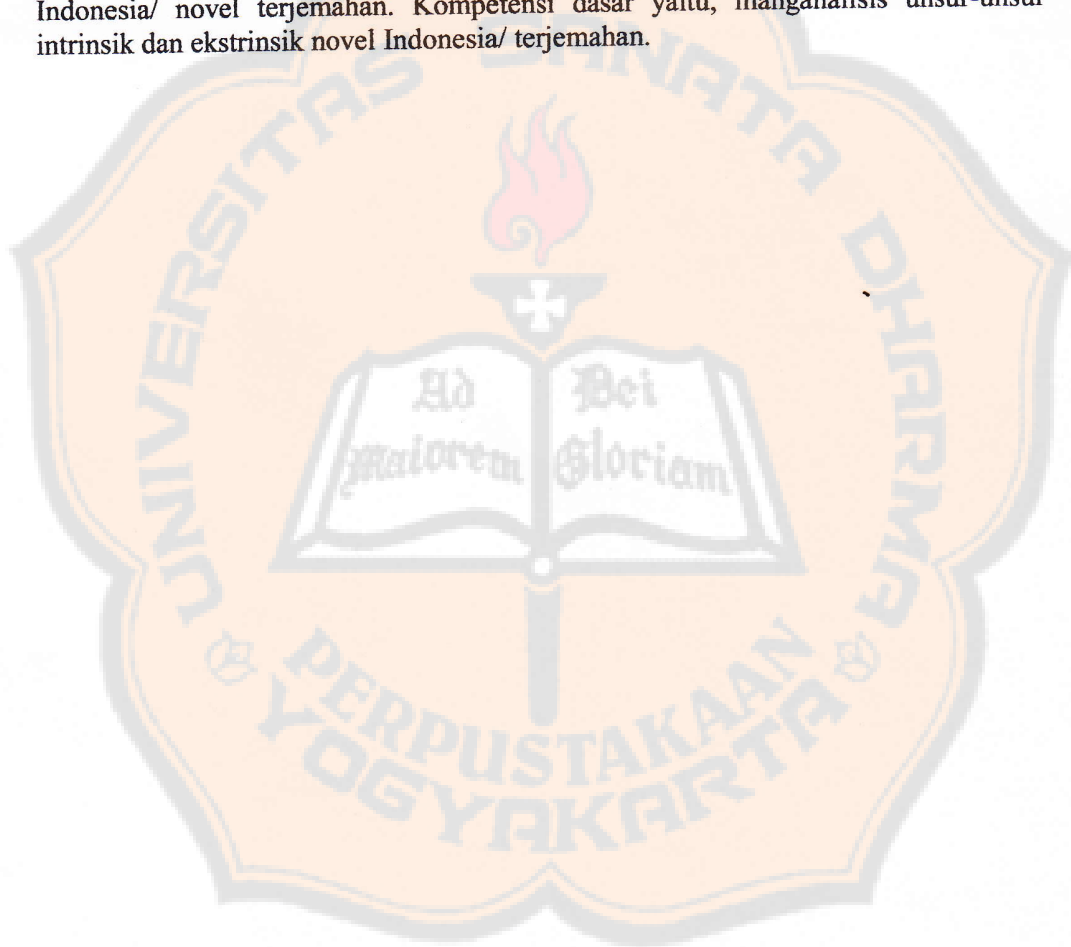 Indonesia/ novel terjemahan. Kompetensi dasar yaitu, manganalisis unsur-unsur
intrinsik dan ekstrinsik novel Indonesia/ terjemahan.
UNIVERSITAS SANATA DHARMA
Ad Dei
Maiorem Gloriam
PERPUSTAKAAN
YOGYAKARTA